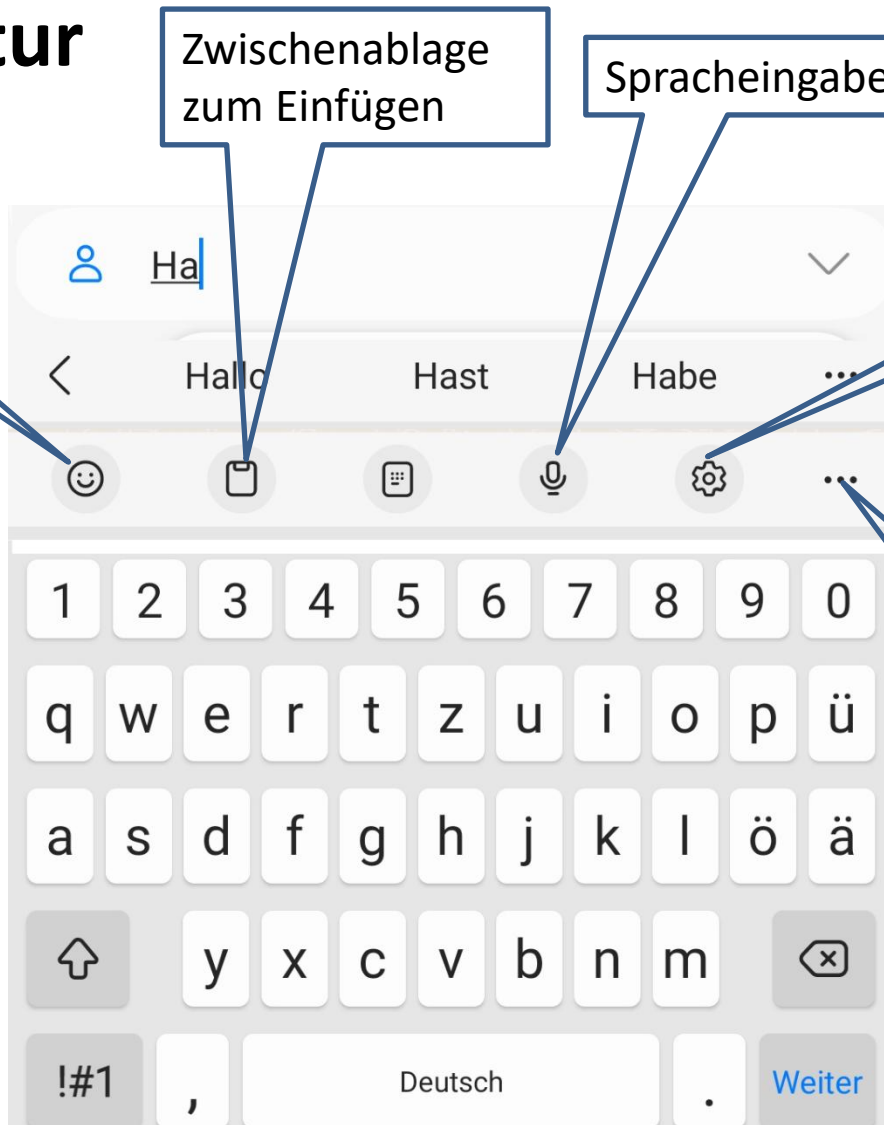 tur
Zwischenablage
zum Einfügen
Spracheingabe
Ha
Hallo Hast Habe
1 2 3 4 5 6 7 8 9 0
q w e r t z u i o p ü
a s d f g h j k l ö ä
y x c v b n m
!#1 , Deutsch . Weiter